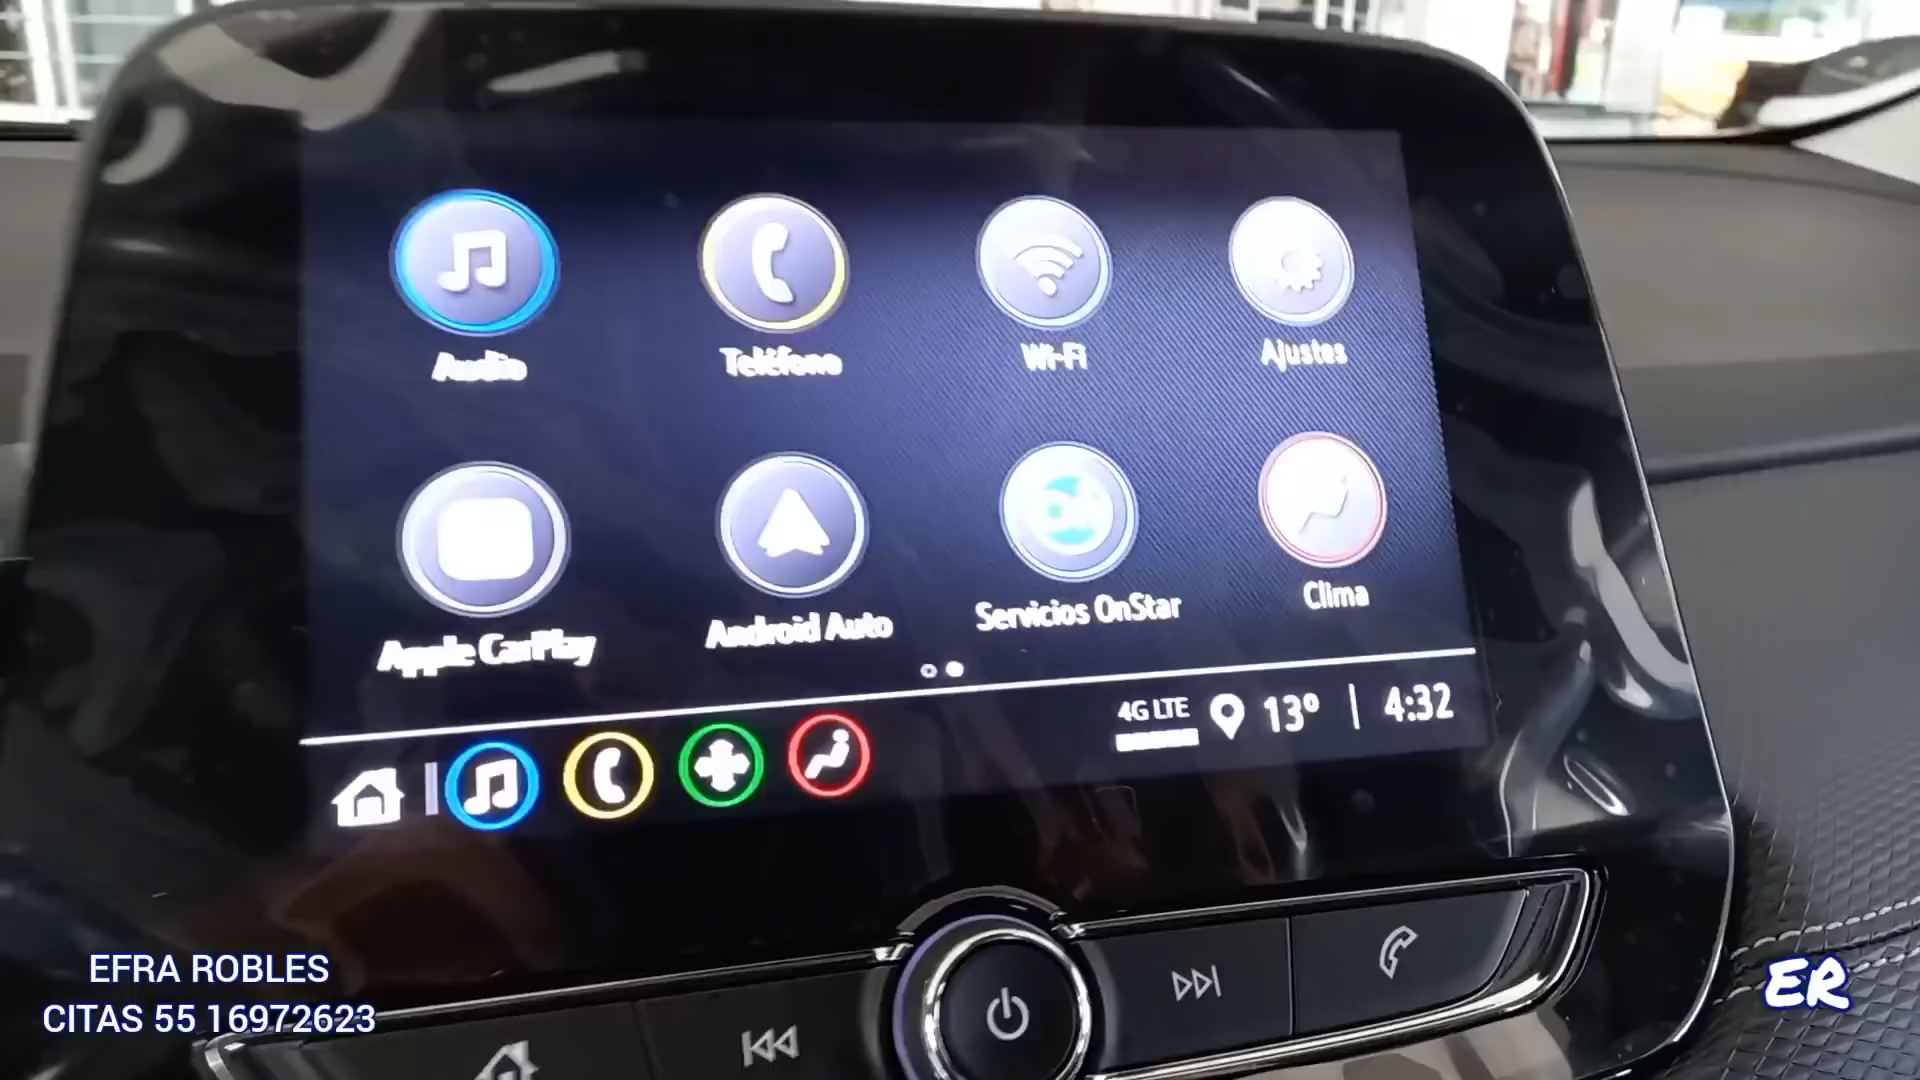 Audio
Teléfono
Wi-Fi
Ajustes
Apple CarPlay
Android Auto
Servicios OnStar
Clima
4G LTE
13° | 4:32
EFRA ROBLES
CITAS 55 16972623
ER